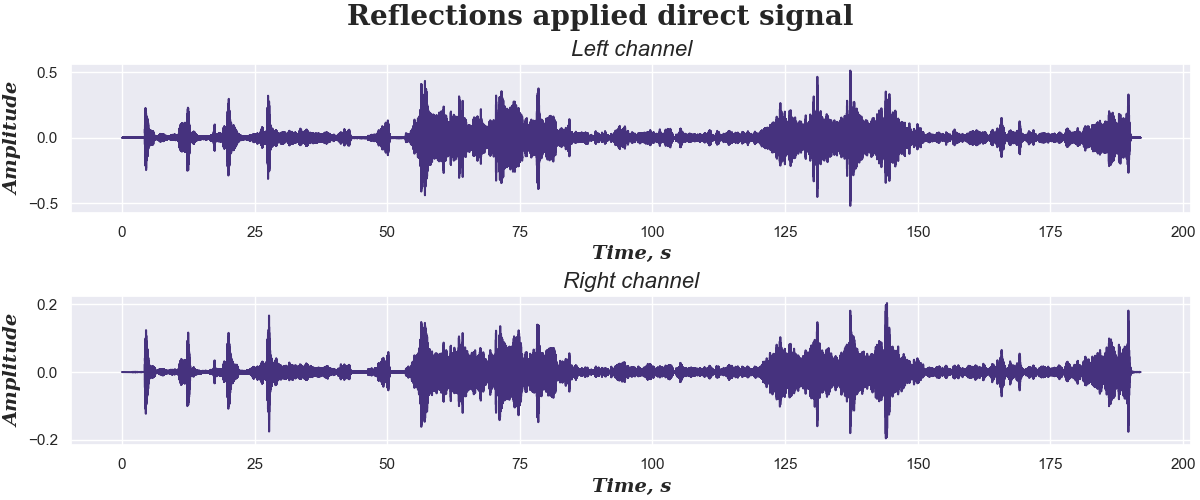 Reflections applied direct signal
Left channel
Amplitude
0.5
0.0
−0.5
0 25 50 75 100 125 150 175 200
Time, s
Right channel
Amplitude
0.2
0.0
−0.2
0 25 50 75 100 125 150 175 200
Time, s